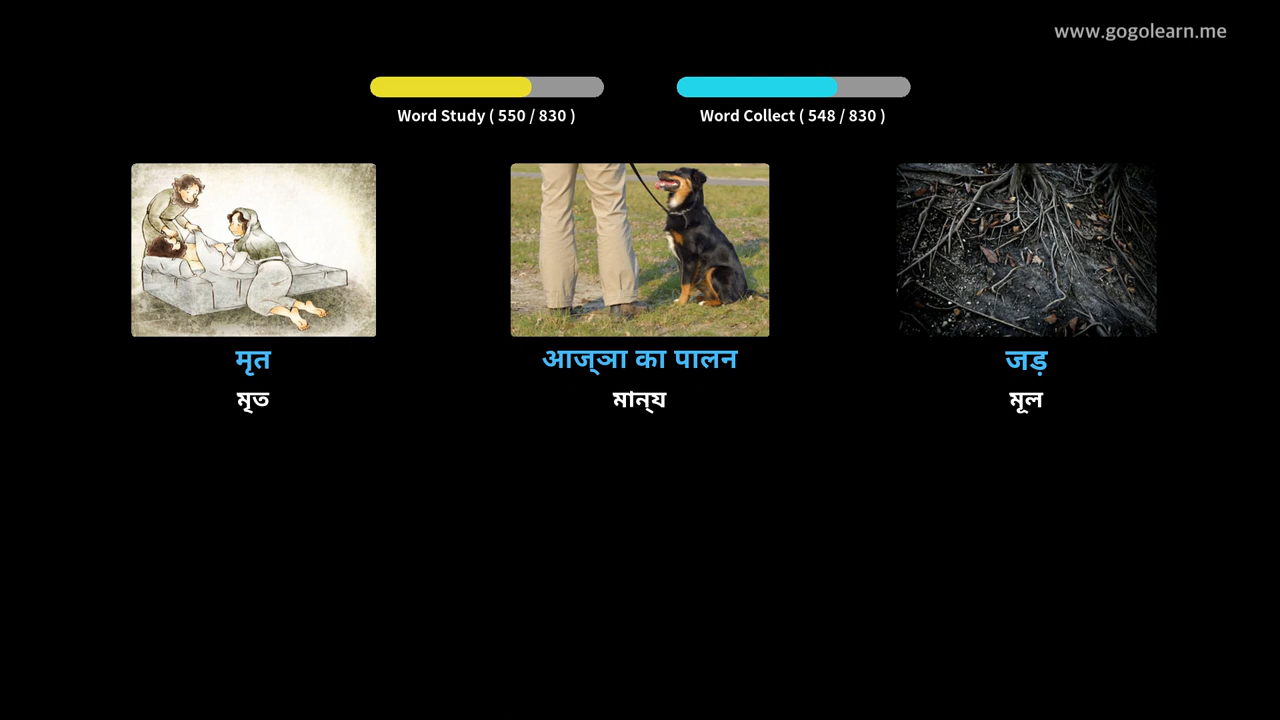 www.gogolearn.me
Word Study ( 550 / 830 )
Word Collect ( 548 / 830 )
मृत
आज्ञा का पालन
जड़
মৃত
মান্য
মূল